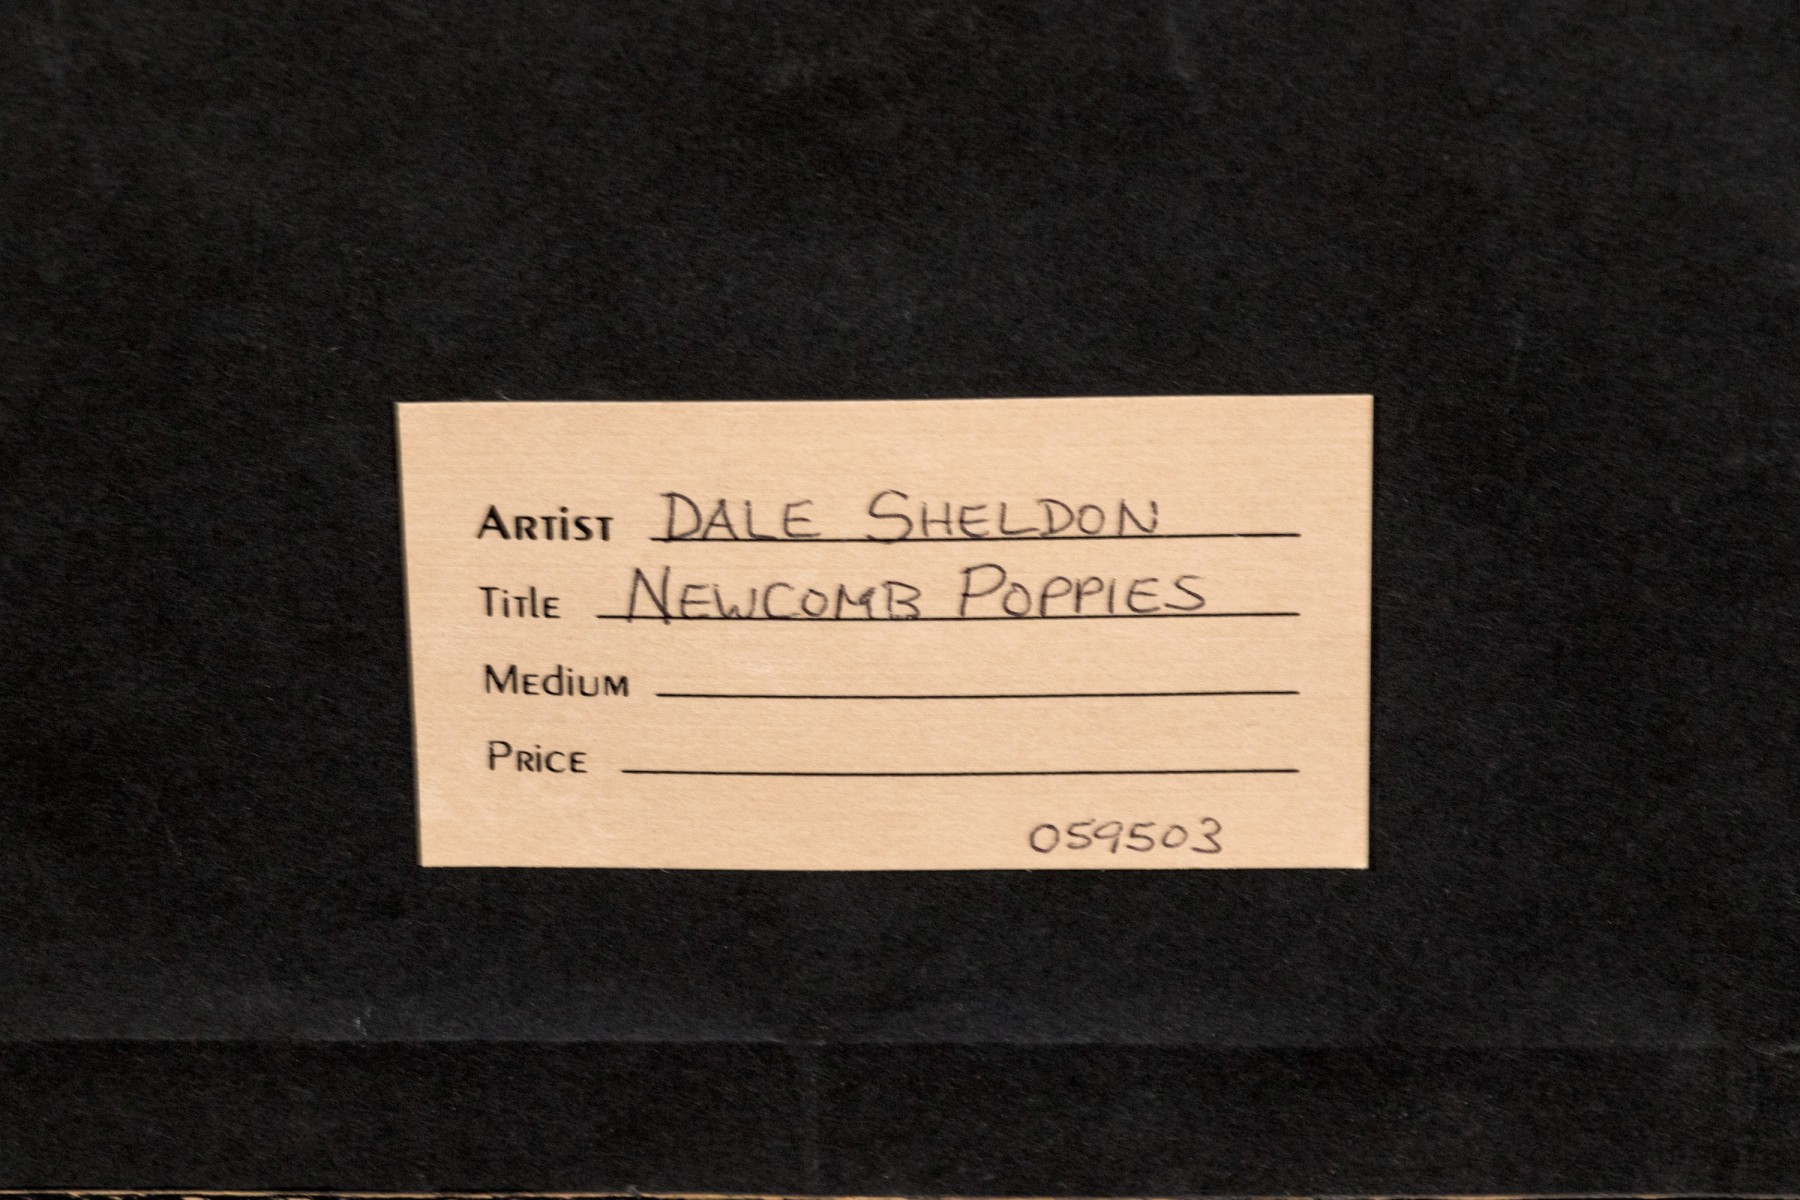 Artist DALE SHELDON
Title NEWCOMB POPPIES
Medium
Price
059503